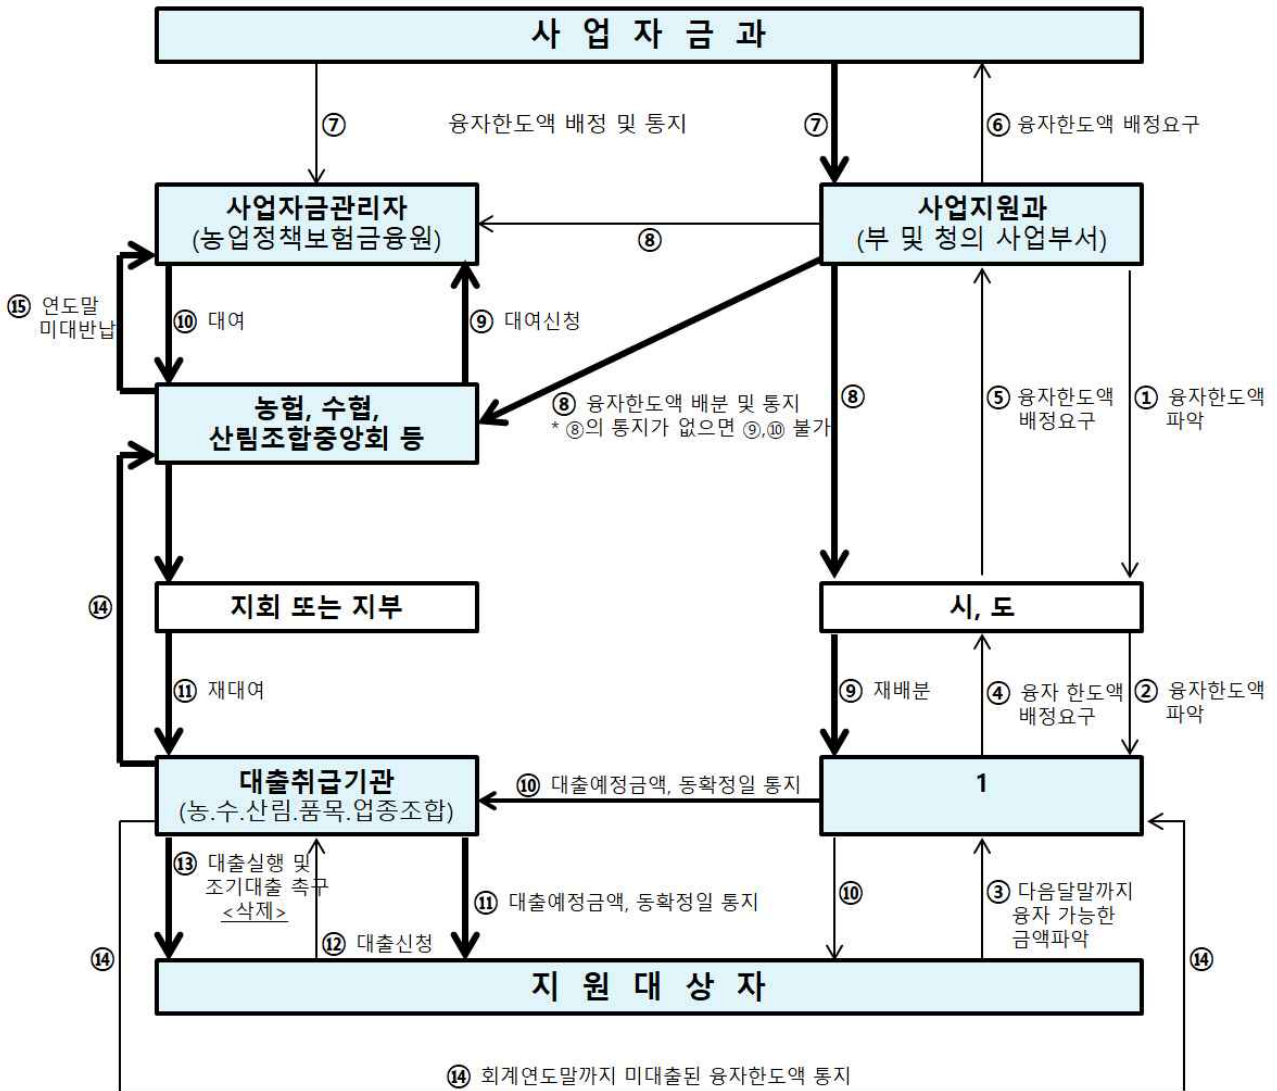 사 업 자 금 과
⑦
융자한도액 배정 및 통지
⑦
⑥ 융자한도액 배정요구
사업자금관리자
(농업정책보험금융원)
⑧
사업지원과
(부 및 청의 사업부서)
⑮ 연도말
미대반납
⑩ 대여
⑨ 대여신청
농헙, 수협,
산림조합중앙회 등
⑧ 융자한도액 배분 및 통지
* ⑧의 통지가 없으면 ⑨,⑩ 불가
⑧
⑤ 융자한도액
배정요구
① 융자한도액
파악
⑭
지회 또는 지부
시, 도
⑪ 재대여
⑨ 재배분
④ 융자 한도액
배정요구
② 융자한도액
파악
대출취급기관
(농.수.산림.품목.업종조합)
⑩ 대출예정금액, 동확정일 통지
1
⑬ 대출실행 및
조기대출 촉구
<삭제>
⑫ 대출신청
⑪ 대출예정금액, 동확정일 통지
⑩
③ 다음달말까지
융자 가능한
금액파악
⑭
⑭
지 원 대 상 자
⑭ 회계연도말까지 미대출된 융자한도액 통지